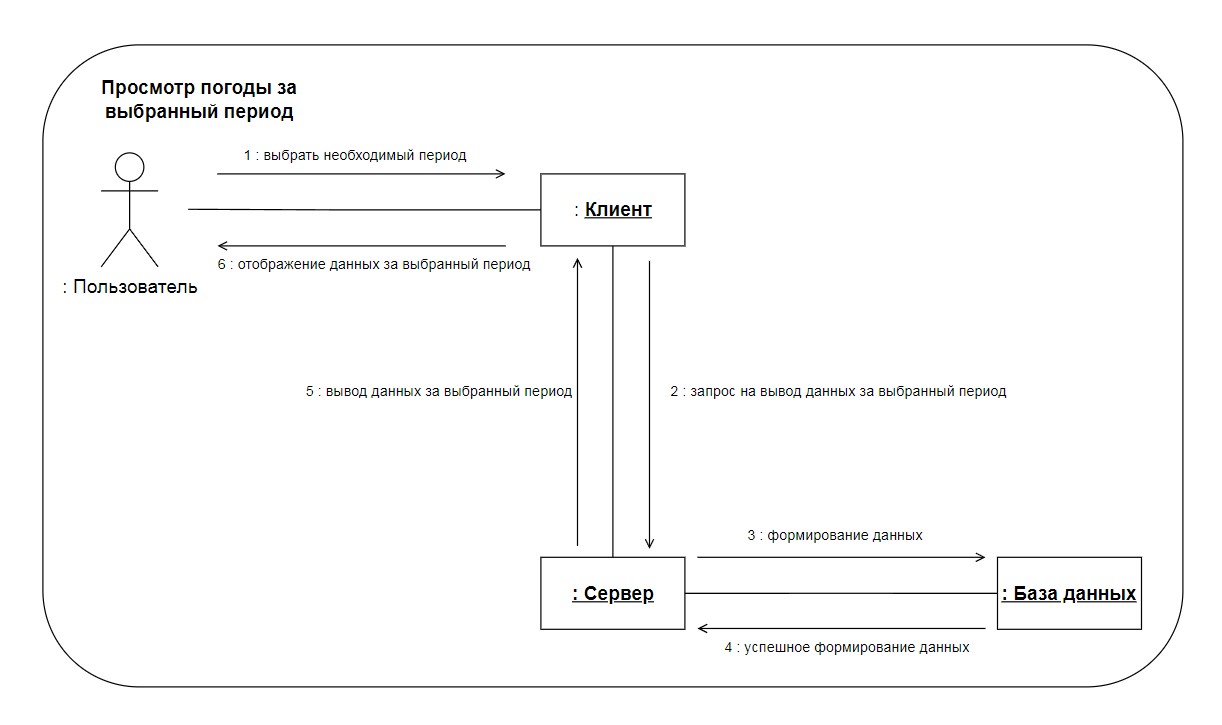 Просмотр погоды за
выбранный период
1 : выбрать необходимый период
: Клиент
6 : отображение данных за выбранный период
: Пользователь
5 : вывод данных за выбранный период
2 : запрос на вывод данных за выбранный период
3 : формирование данных
: Сервер
: База данных
4 : успешное формирование данных